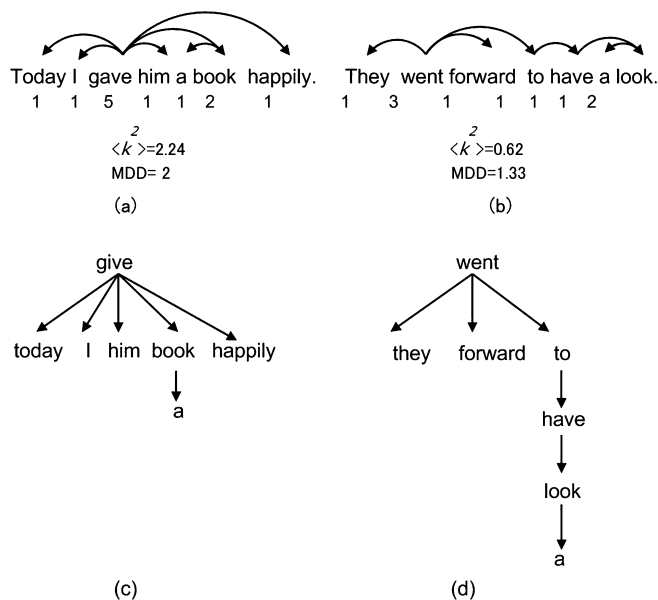 Today I gave him a book happily.
1 1 5 1 1 2 1
<k²>=2.24
MDD= 2
(a)
They went forward to have a look.
1 3 1 1 1 1 2
<k²>=0.62
MDD=1.33
(b)
give
today I him book happily
a
(c)
went
they forward to
have
look
a
(d)